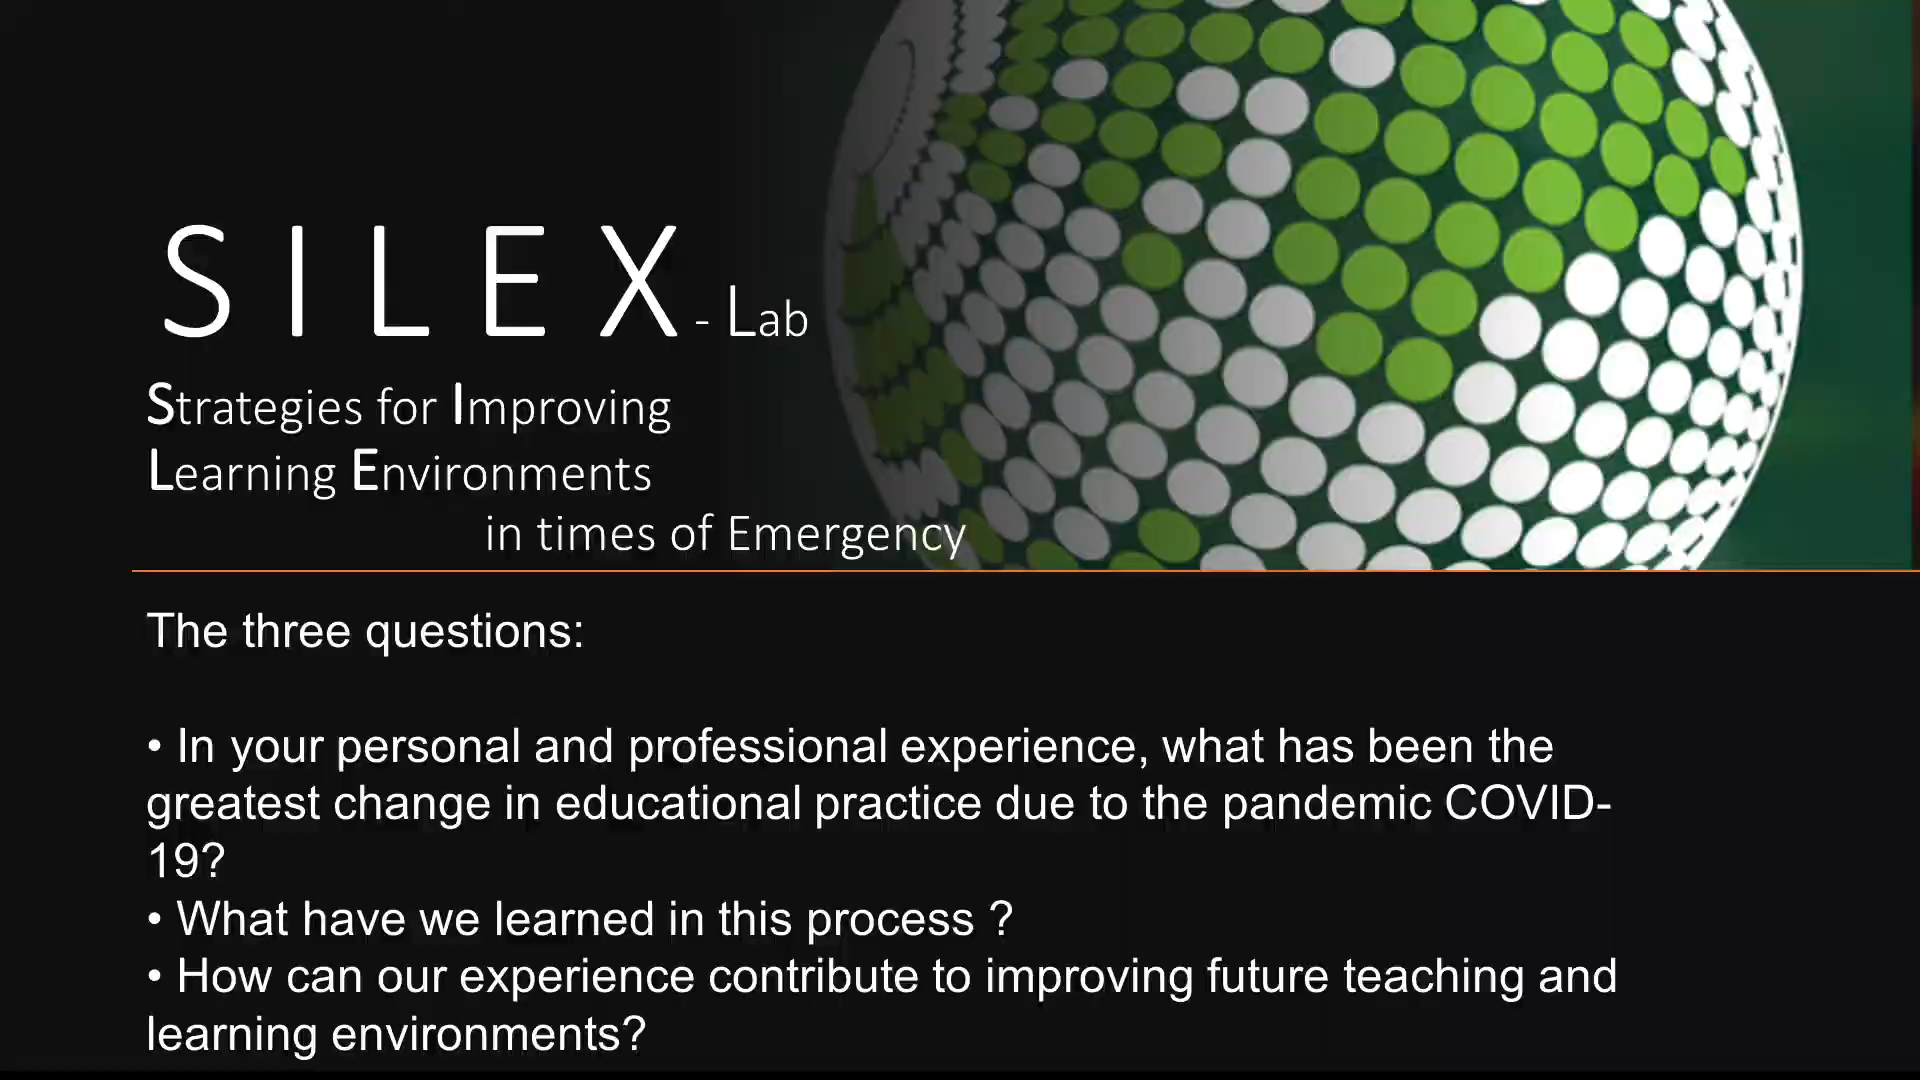 S I L E X - Lab
Strategies for Improving
Learning Environments
in times of Emergency
The three questions:
• In your personal and professional experience, what has been the
greatest change in educational practice due to the pandemic COVID-
19?
• What have we learned in this process ?
• How can our experience contribute to improving future teaching and
learning environments?